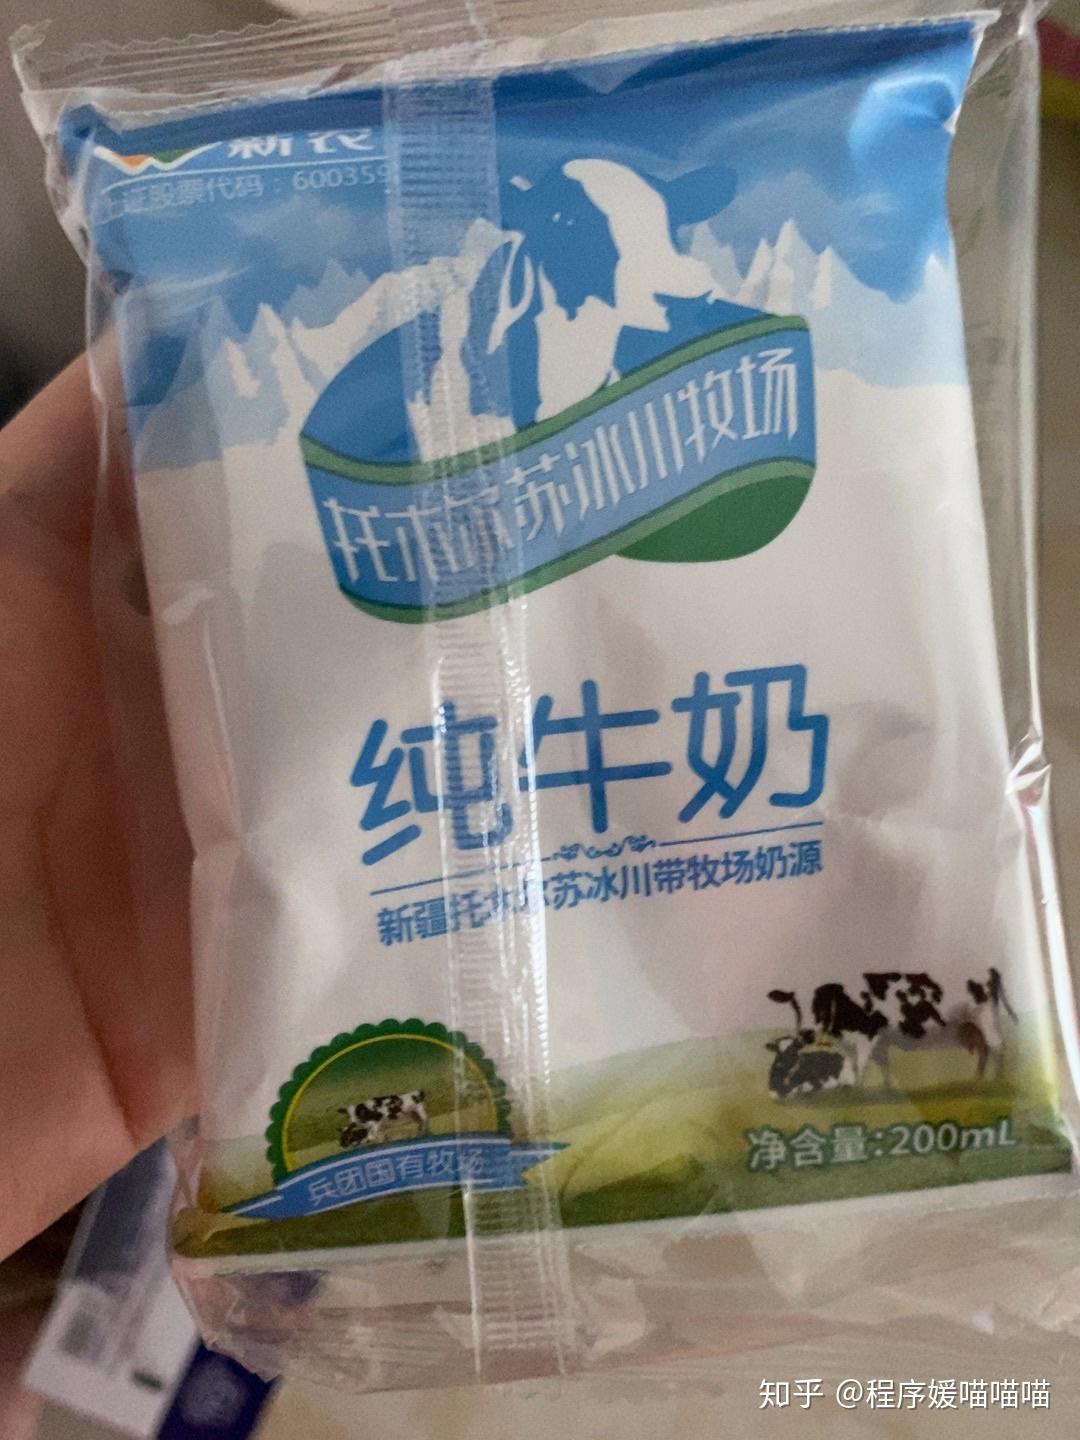 新农
上证股票代码：600359
托木尔苏冰川牧场
纯牛奶
新疆托木尔苏冰川带牧场奶源
兵团国有牧场
净含量:200mL
知乎 @程序媛喵喵喵